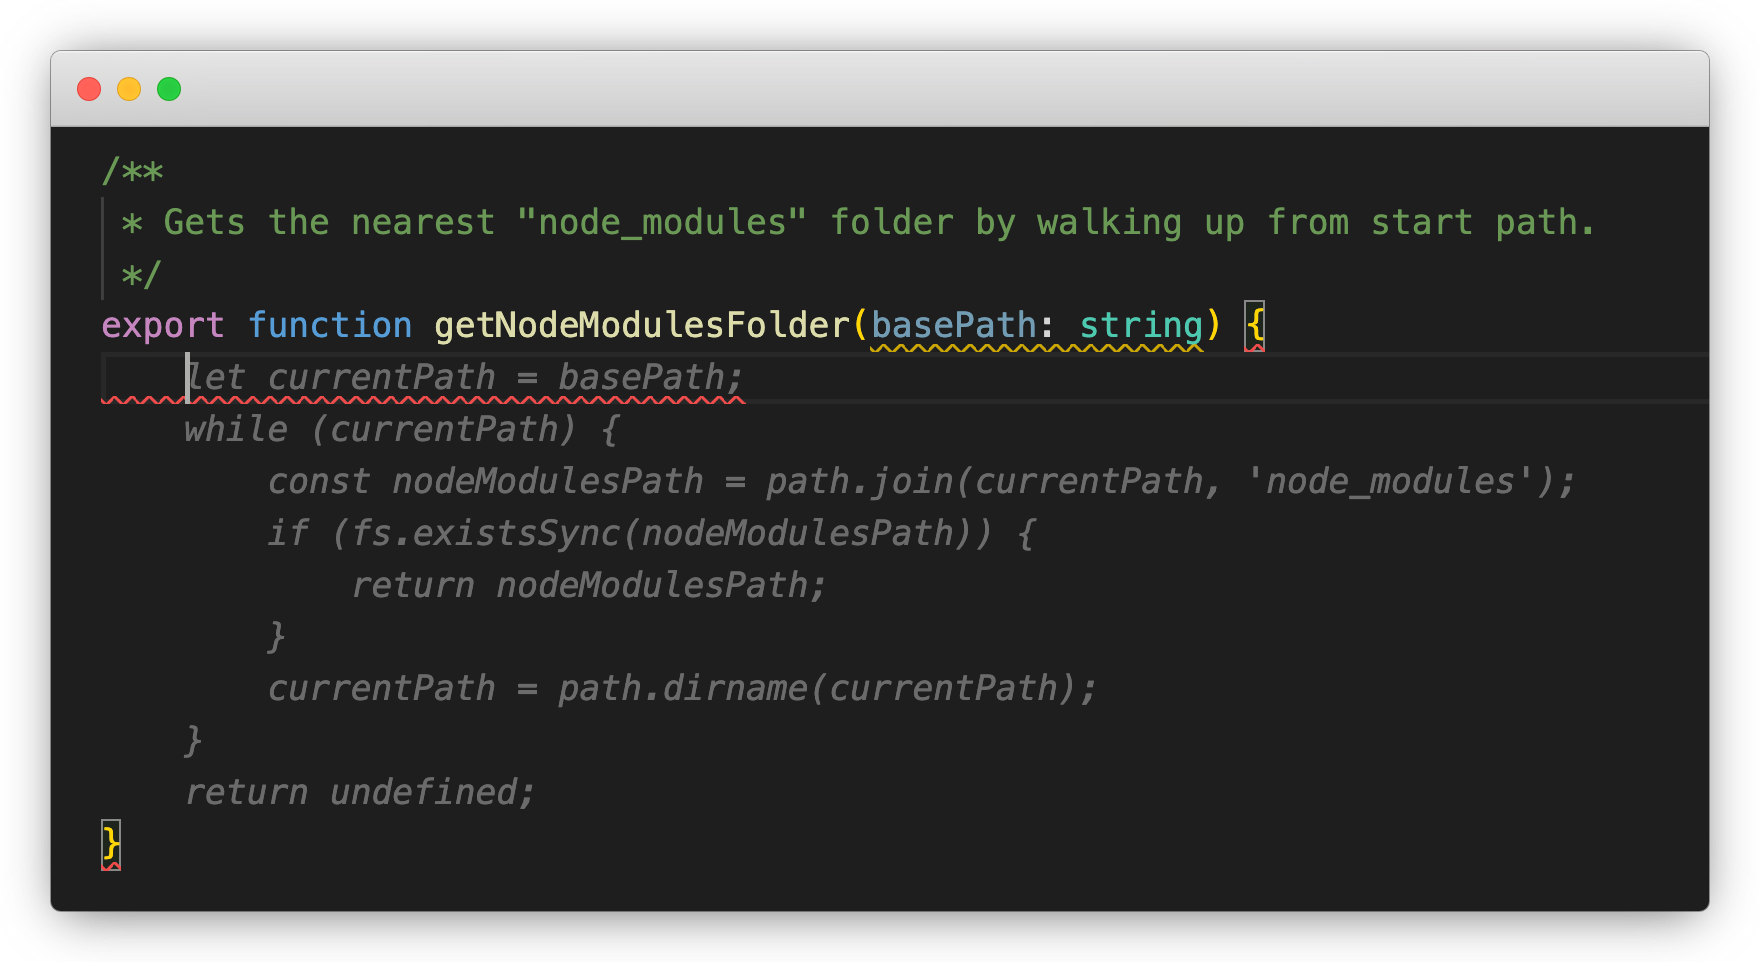 /**
 * Gets the nearest "node_modules" folder by walking up from start path.
 */
export function getNodeModulesFolder(basePath: string) {
    let currentPath = basePath;
    while (currentPath) {
        const nodeModulesPath = path.join(currentPath, 'node_modules');
        if (fs.existsSync(nodeModulesPath)) {
            return nodeModulesPath;
        }
        currentPath = path.dirname(currentPath);
    }
    return undefined;
}